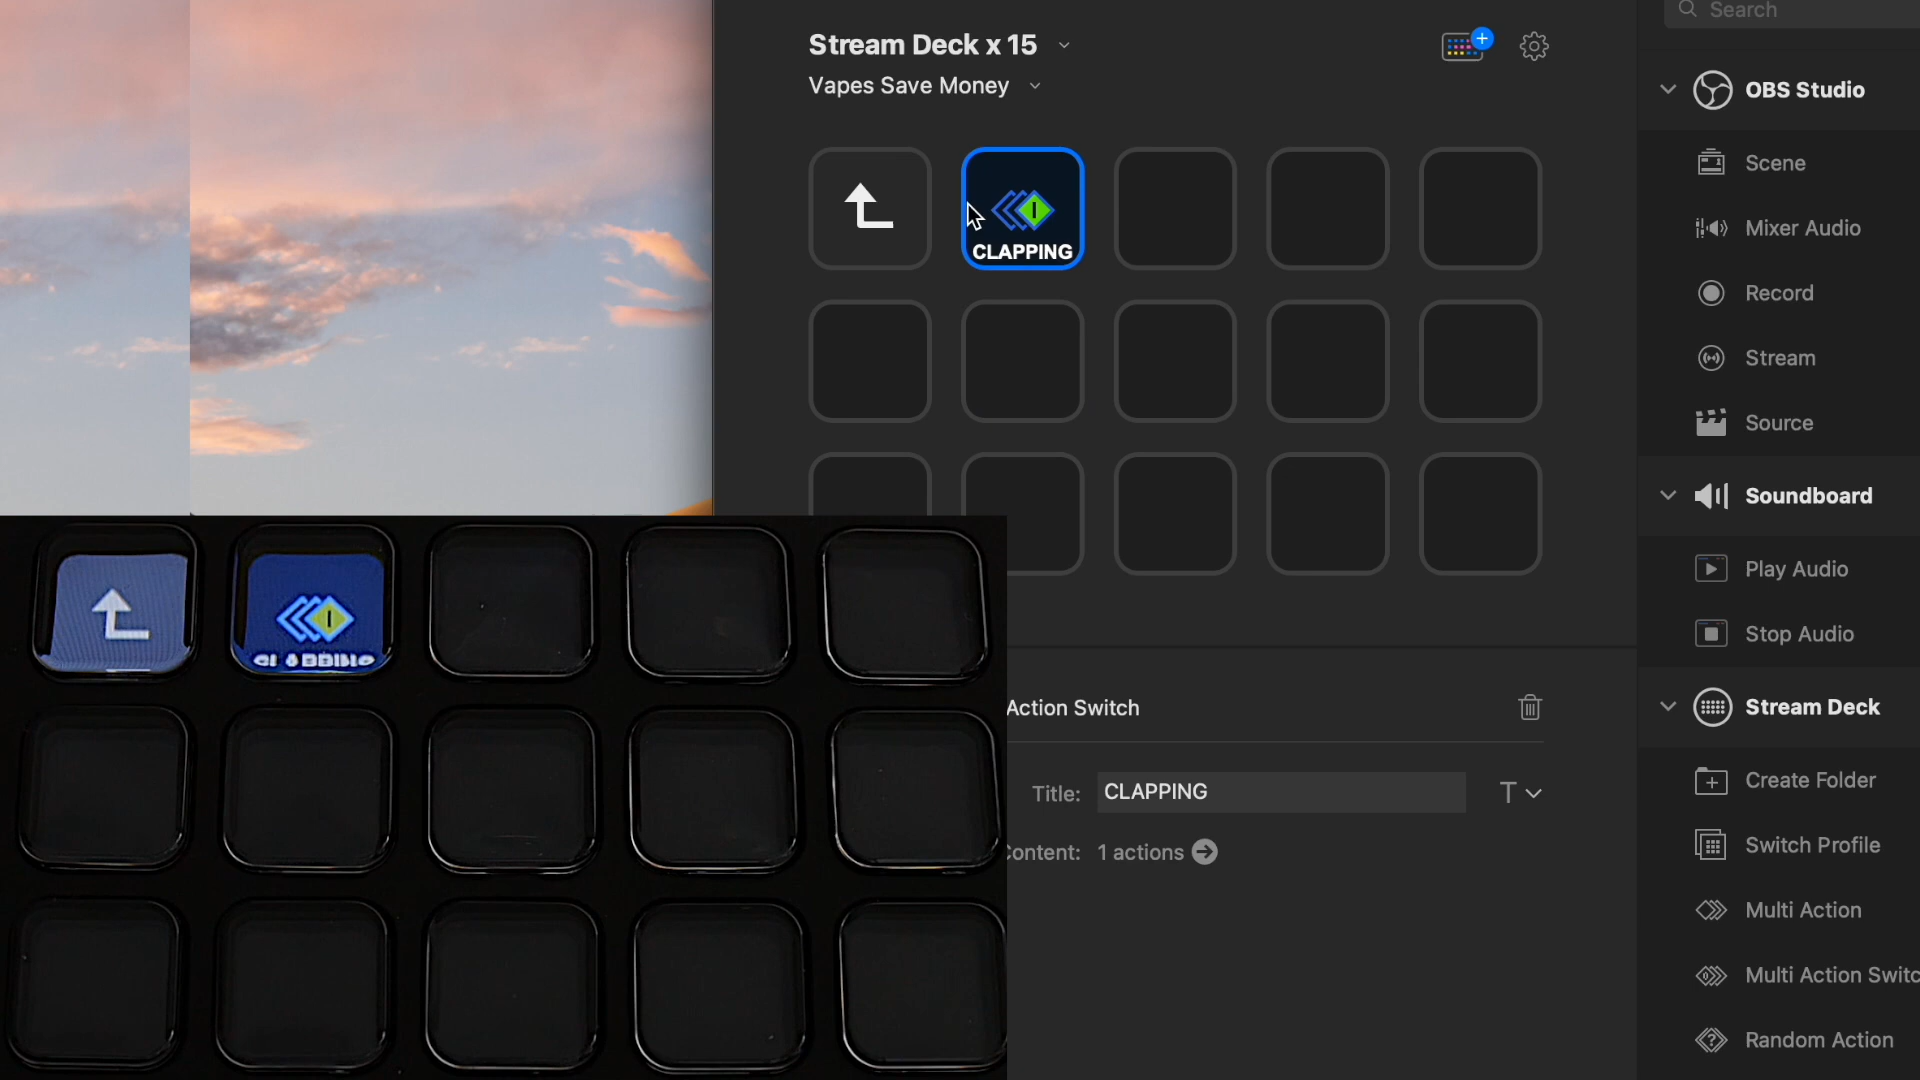 Search
Stream Deck x 15
Vapes Save Money
OBS Studio
Scene
Mixer Audio
CLAPPING
Record
Stream
Source
Soundboard
Play Audio
Stop Audio
Action Switch
Stream Deck
Title: CLAPPING
T
Create Folder
Content: 1 actions
Switch Profile
Multi Action
Multi Action Switc
Random Action